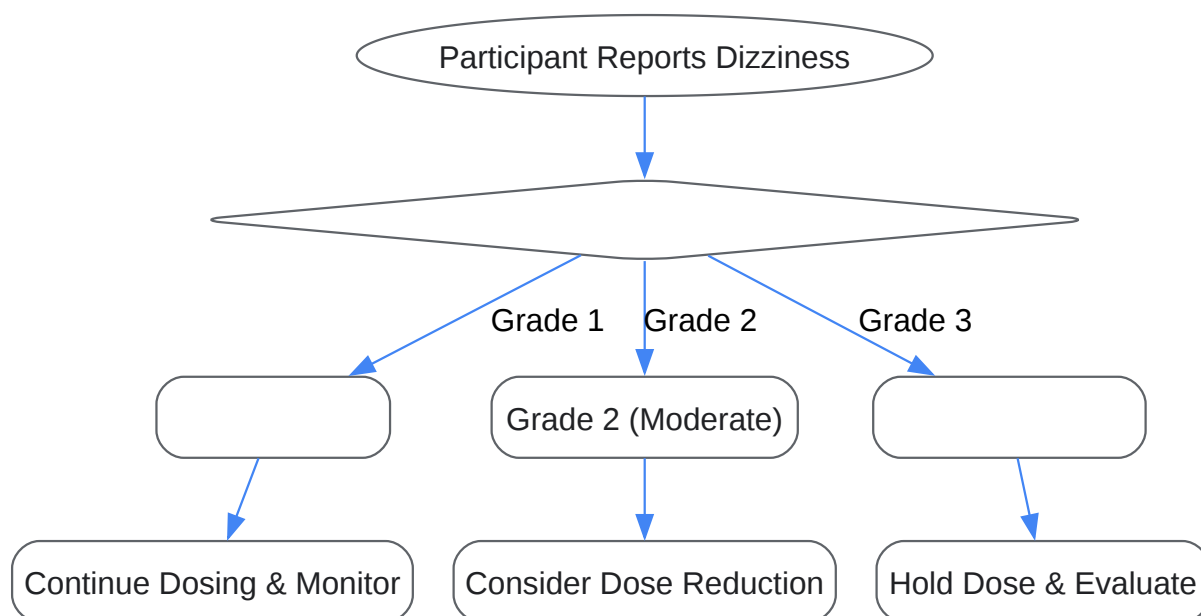 Participant Reports Dizziness
Grade 1
Grade 2
Grade 3
Grade 2 (Moderate)
Continue Dosing & Monitor
Consider Dose Reduction
Hold Dose & Evaluate